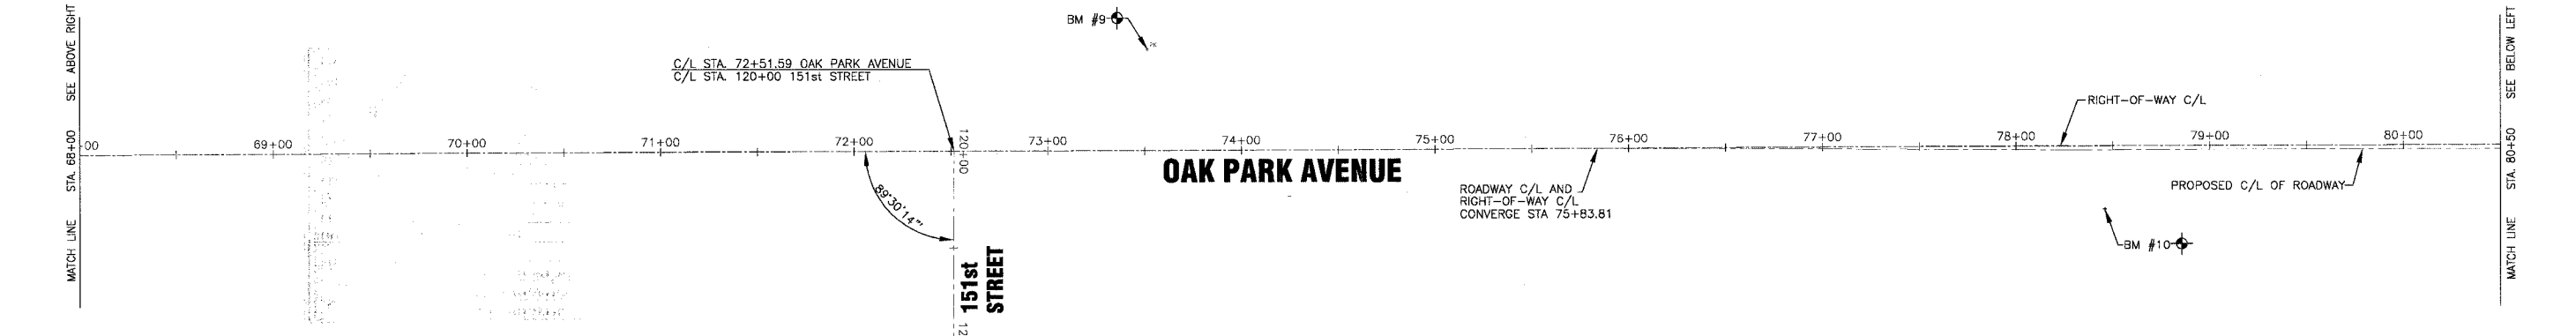 MATCH LINE STA. 68+00 SEE ABOVE RIGHT
BM #9
PK
C/L STA. 72+51.59 OAK PARK AVENUE
C/L STA. 120+00 151st STREET
RIGHT-OF-WAY C/L
00 69+00 70+00 71+00 72+00 73+00 74+00 75+00 76+00 77+00 78+00 79+00 80+00
120+00
OAK PARK AVENUE
89°30'14"
ROADWAY C/L AND
RIGHT-OF-WAY C/L
CONVERGE STA 75+83.81
PROPOSED C/L OF ROADWAY
BM #10
151st
STREET
12
MATCH LINE STA. 80+50 SEE BELOW LEFT